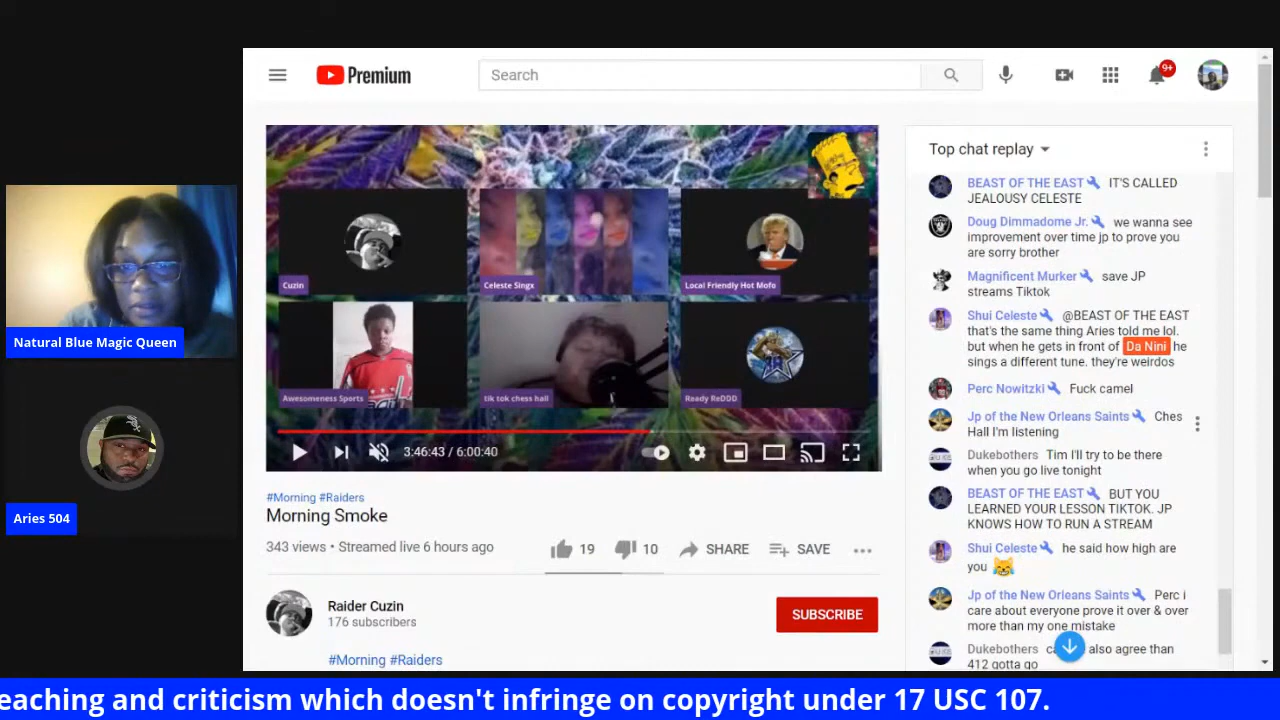 Premium
Search
9+
Cuzin
Celeste Singx
Local Friendly Hot Mofo
Awesomeness Sports
tik tok chess hall
Ready ReDDD
3:46:43 / 6:00:40
#Morning #Raiders
Morning Smoke
343 views • Streamed live 6 hours ago
19
10
SHARE
SAVE
Raider Cuzin
176 subscribers
SUBSCRIBE
#Morning #Raiders
Top chat replay
BEAST OF THE EAST IT'S CALLED
JEALOUSY CELESTE
Doug Dimmadome Jr. we wanna see
improvement over time jp to prove you
are sorry brother
Magnificent Murker save JP
streams Tiktok
Shui Celeste @BEAST OF THE EAST
that's the same thing Aries told me lol.
but when he gets in front of Da Nini he
sings a different tune. they're weirdos
Perc Nowitzki Fuck camel
Jp of the New Orleans Saints Ches
Hall I'm listening
Dukebothers Tim I'll try to be there
when you go live tonight
BEAST OF THE EAST BUT YOU
LEARNED YOUR LESSON TIKTOK. JP
KNOWS HOW TO RUN A STREAM
Shui Celeste he said how high are
you
Jp of the New Orleans Saints Perc i
care about everyone prove it over & over
more than my one mistake
Dukebothers also agree than
412 gotta go
Natural Blue Magic Queen
Aries 504
eaching and criticism which doesn't infringe on copyright under 17 USC 107.